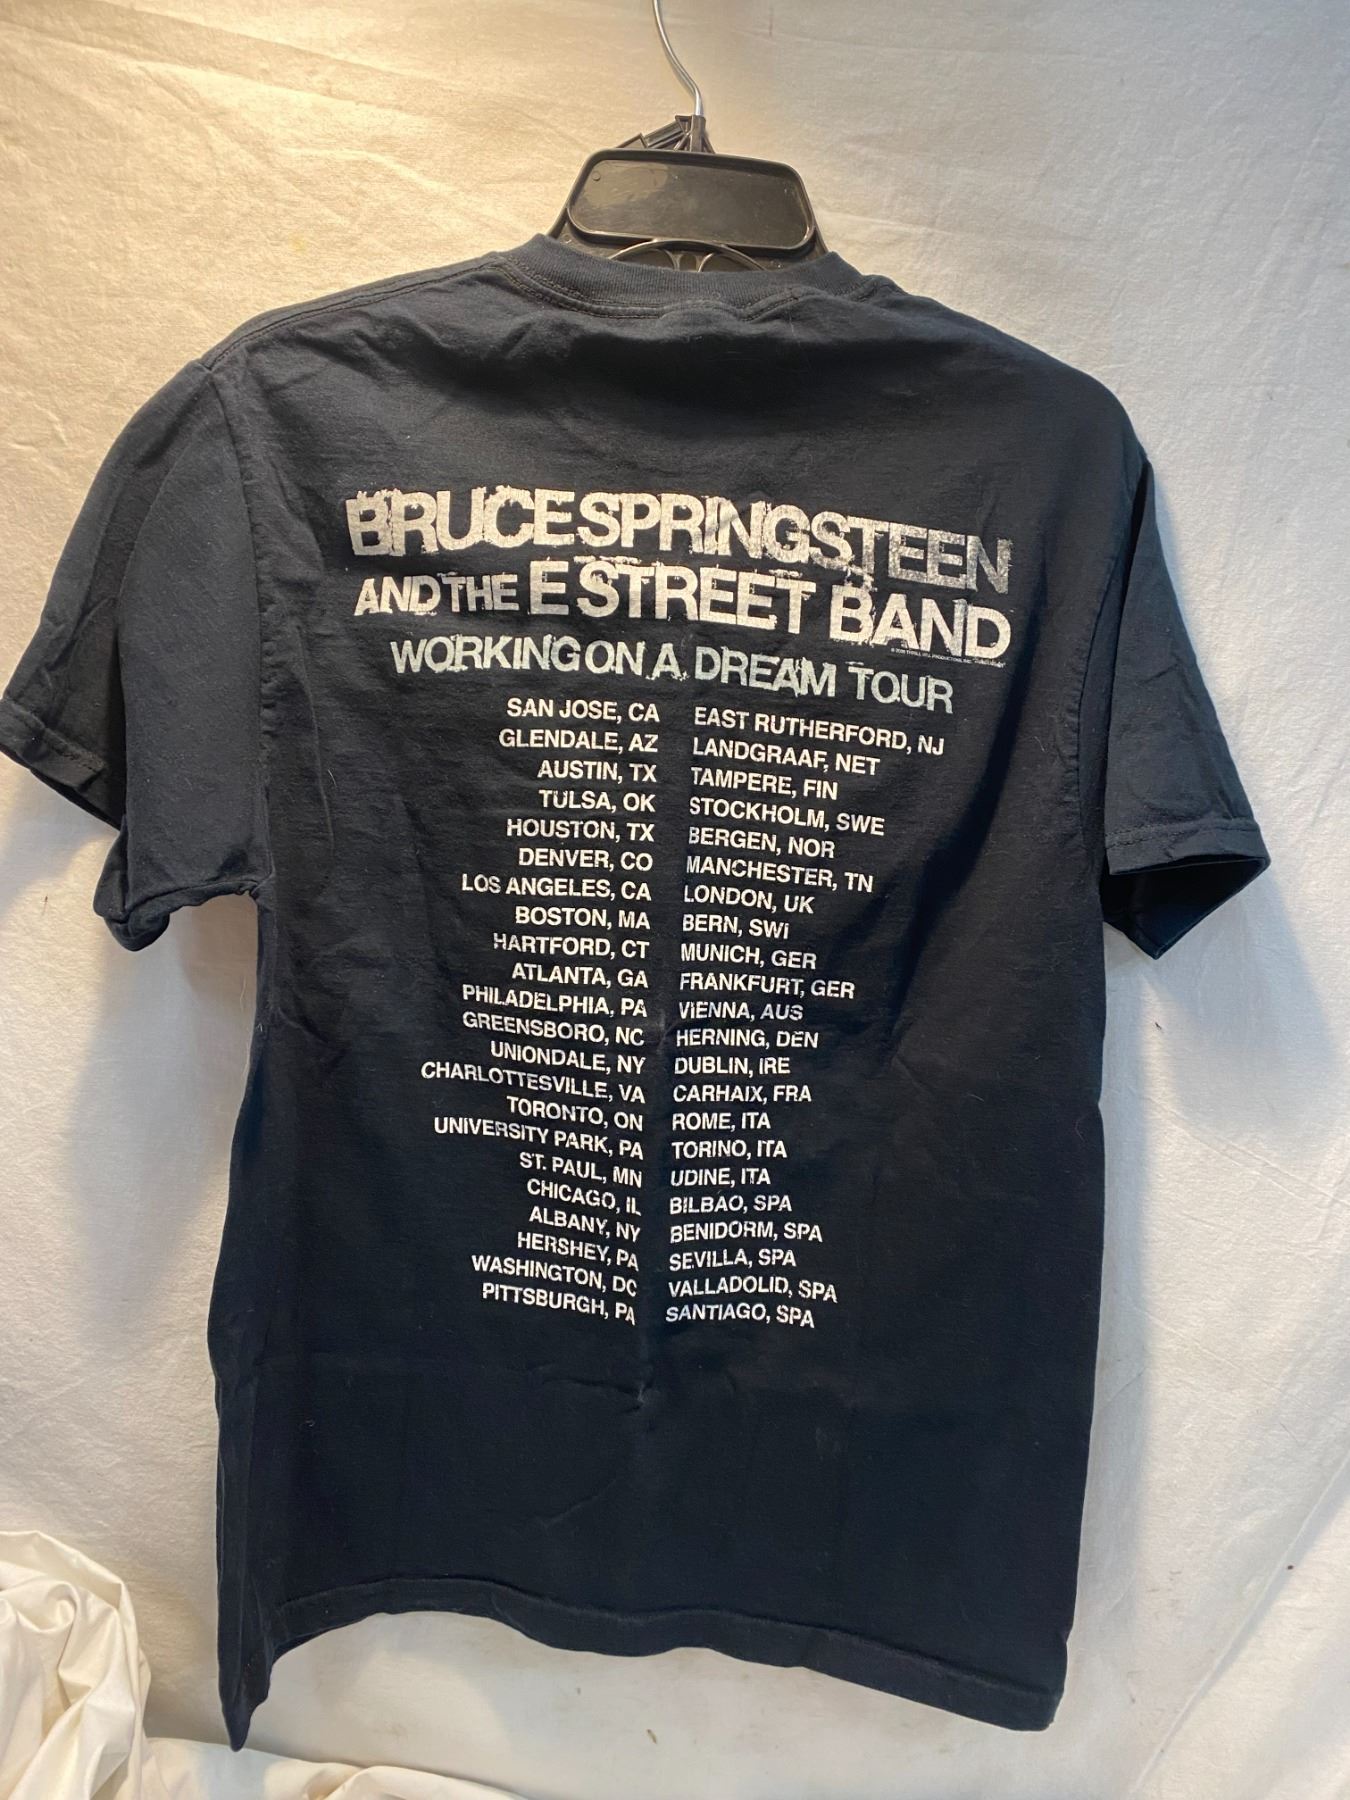 BRUCE SPRINGSTEEN
AND THE E STREET BAND
WORKING ON A DREAM TOUR
SAN JOSE, CA
GLENDALE, AZ
AUSTIN, TX
TULSA, OK
HOUSTON, TX
DENVER, CO
LOS ANGELES, CA
BOSTON, MA
HARTFORD, CT
ATLANTA, GA
PHILADELPHIA, PA
GREENSBORO, NC
UNIONDALE, NY
CHARLOTTESVILLE, VA
TORONTO, ON
UNIVERSITY PARK, PA
ST. PAUL, MN
CHICAGO, IL
ALBANY, NY
HERSHEY, PA
WASHINGTON, DC
PITTSBURGH, PA
EAST RUTHERFORD, NJ
LANDGRAAF, NET
TAMPERE, FIN
STOCKHOLM, SWE
BERGEN, NOR
MANCHESTER, TN
LONDON, UK
BERN, SWI
MUNICH, GER
FRANKFURT, GER
VIENNA, AUS
HERNING, DEN
DUBLIN, IRE
CARHAIX, FRA
ROME, ITA
TORINO, ITA
UDINE, ITA
BILBAO, SPA
BENIDORM, SPA
SEVILLA, SPA
VALLADOLID, SPA
SANTIAGO, SPA